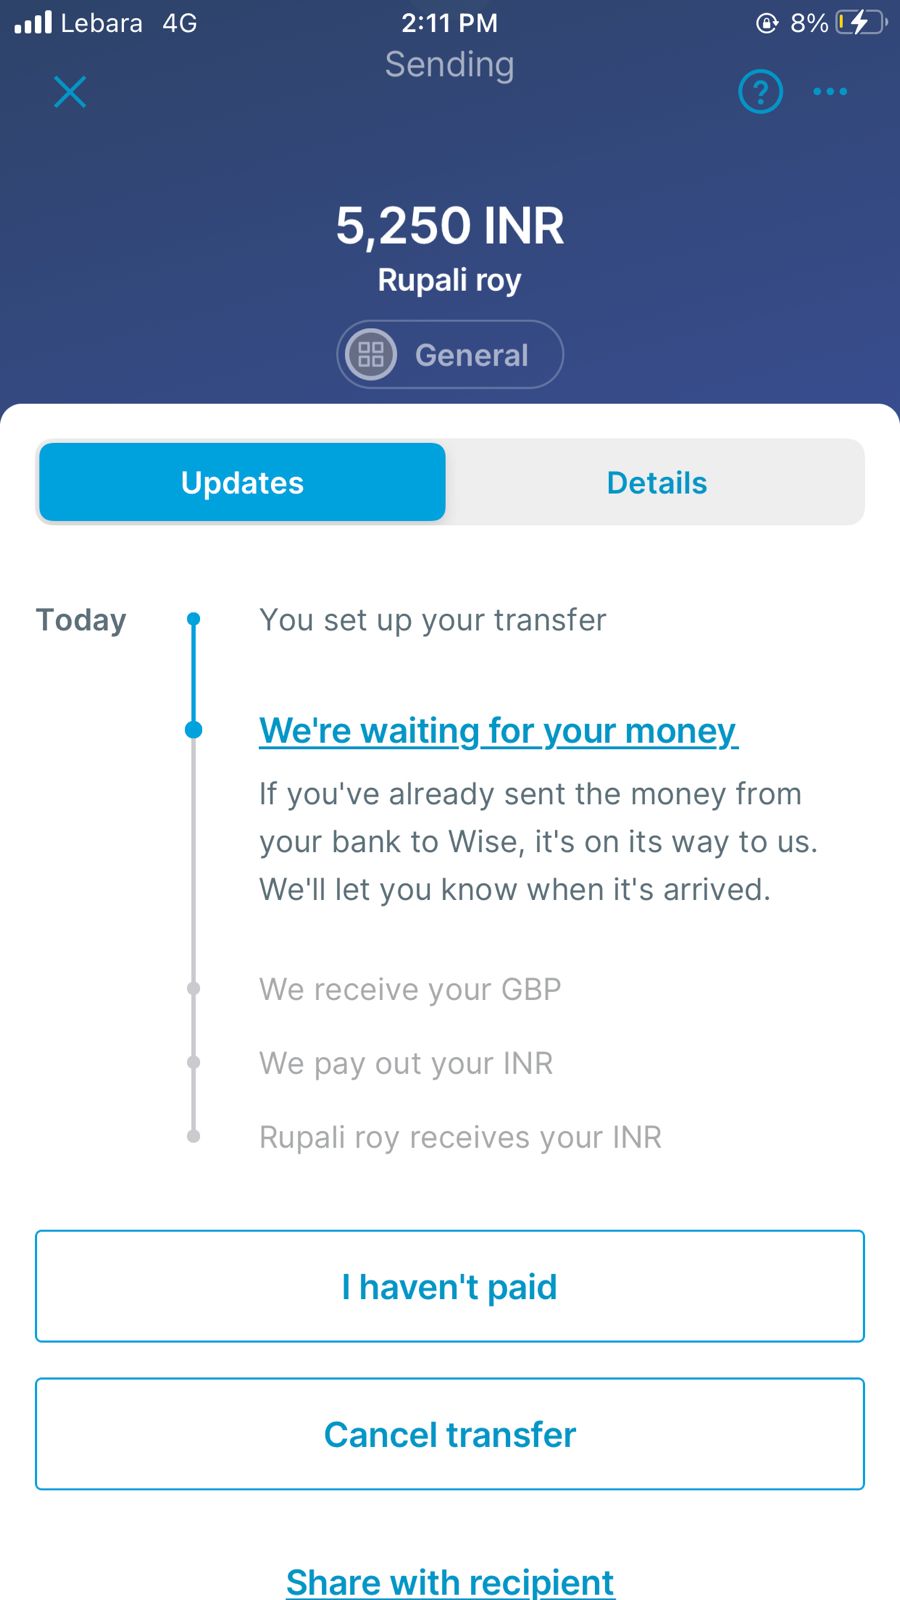 Lebara 4G 2:11 PM 8%
Sending
?
5,250 INR
Rupali roy
General
Updates Details
Today You set up your transfer
We're waiting for your money
If you've already sent the money from
your bank to Wise, it's on its way to us.
We'll let you know when it's arrived.
We receive your GBP
We pay out your INR
Rupali roy receives your INR
I haven't paid
Cancel transfer
Share with recipient